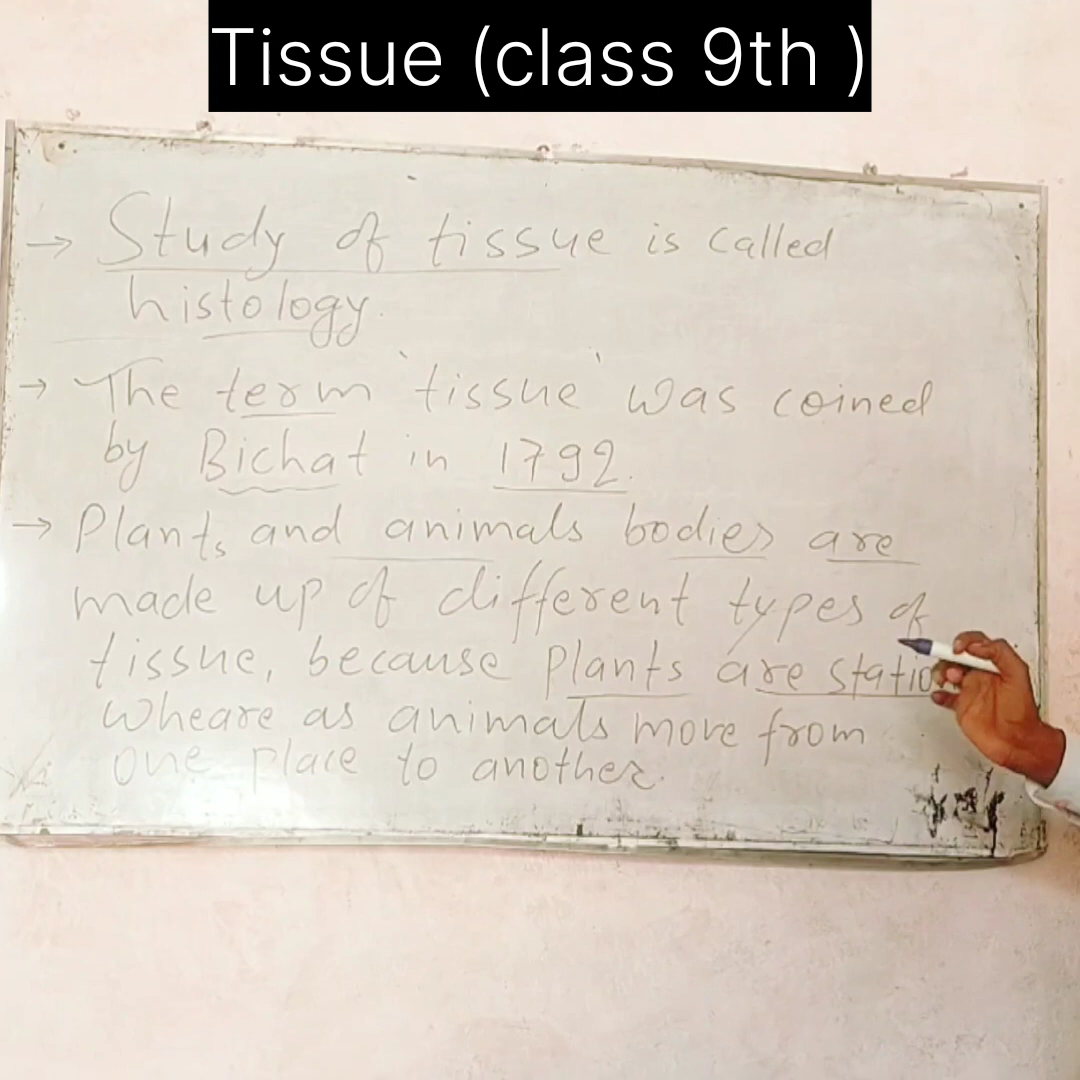 Tissue (class 9th )
→ Study of tissue is called
histology.
→ The term 'tissue' was coined
by Bichat in 1792.
→ Plants and animals bodies are
made up of different types of
tissue, because plants are statio
wheare as animals move from
one place to another.